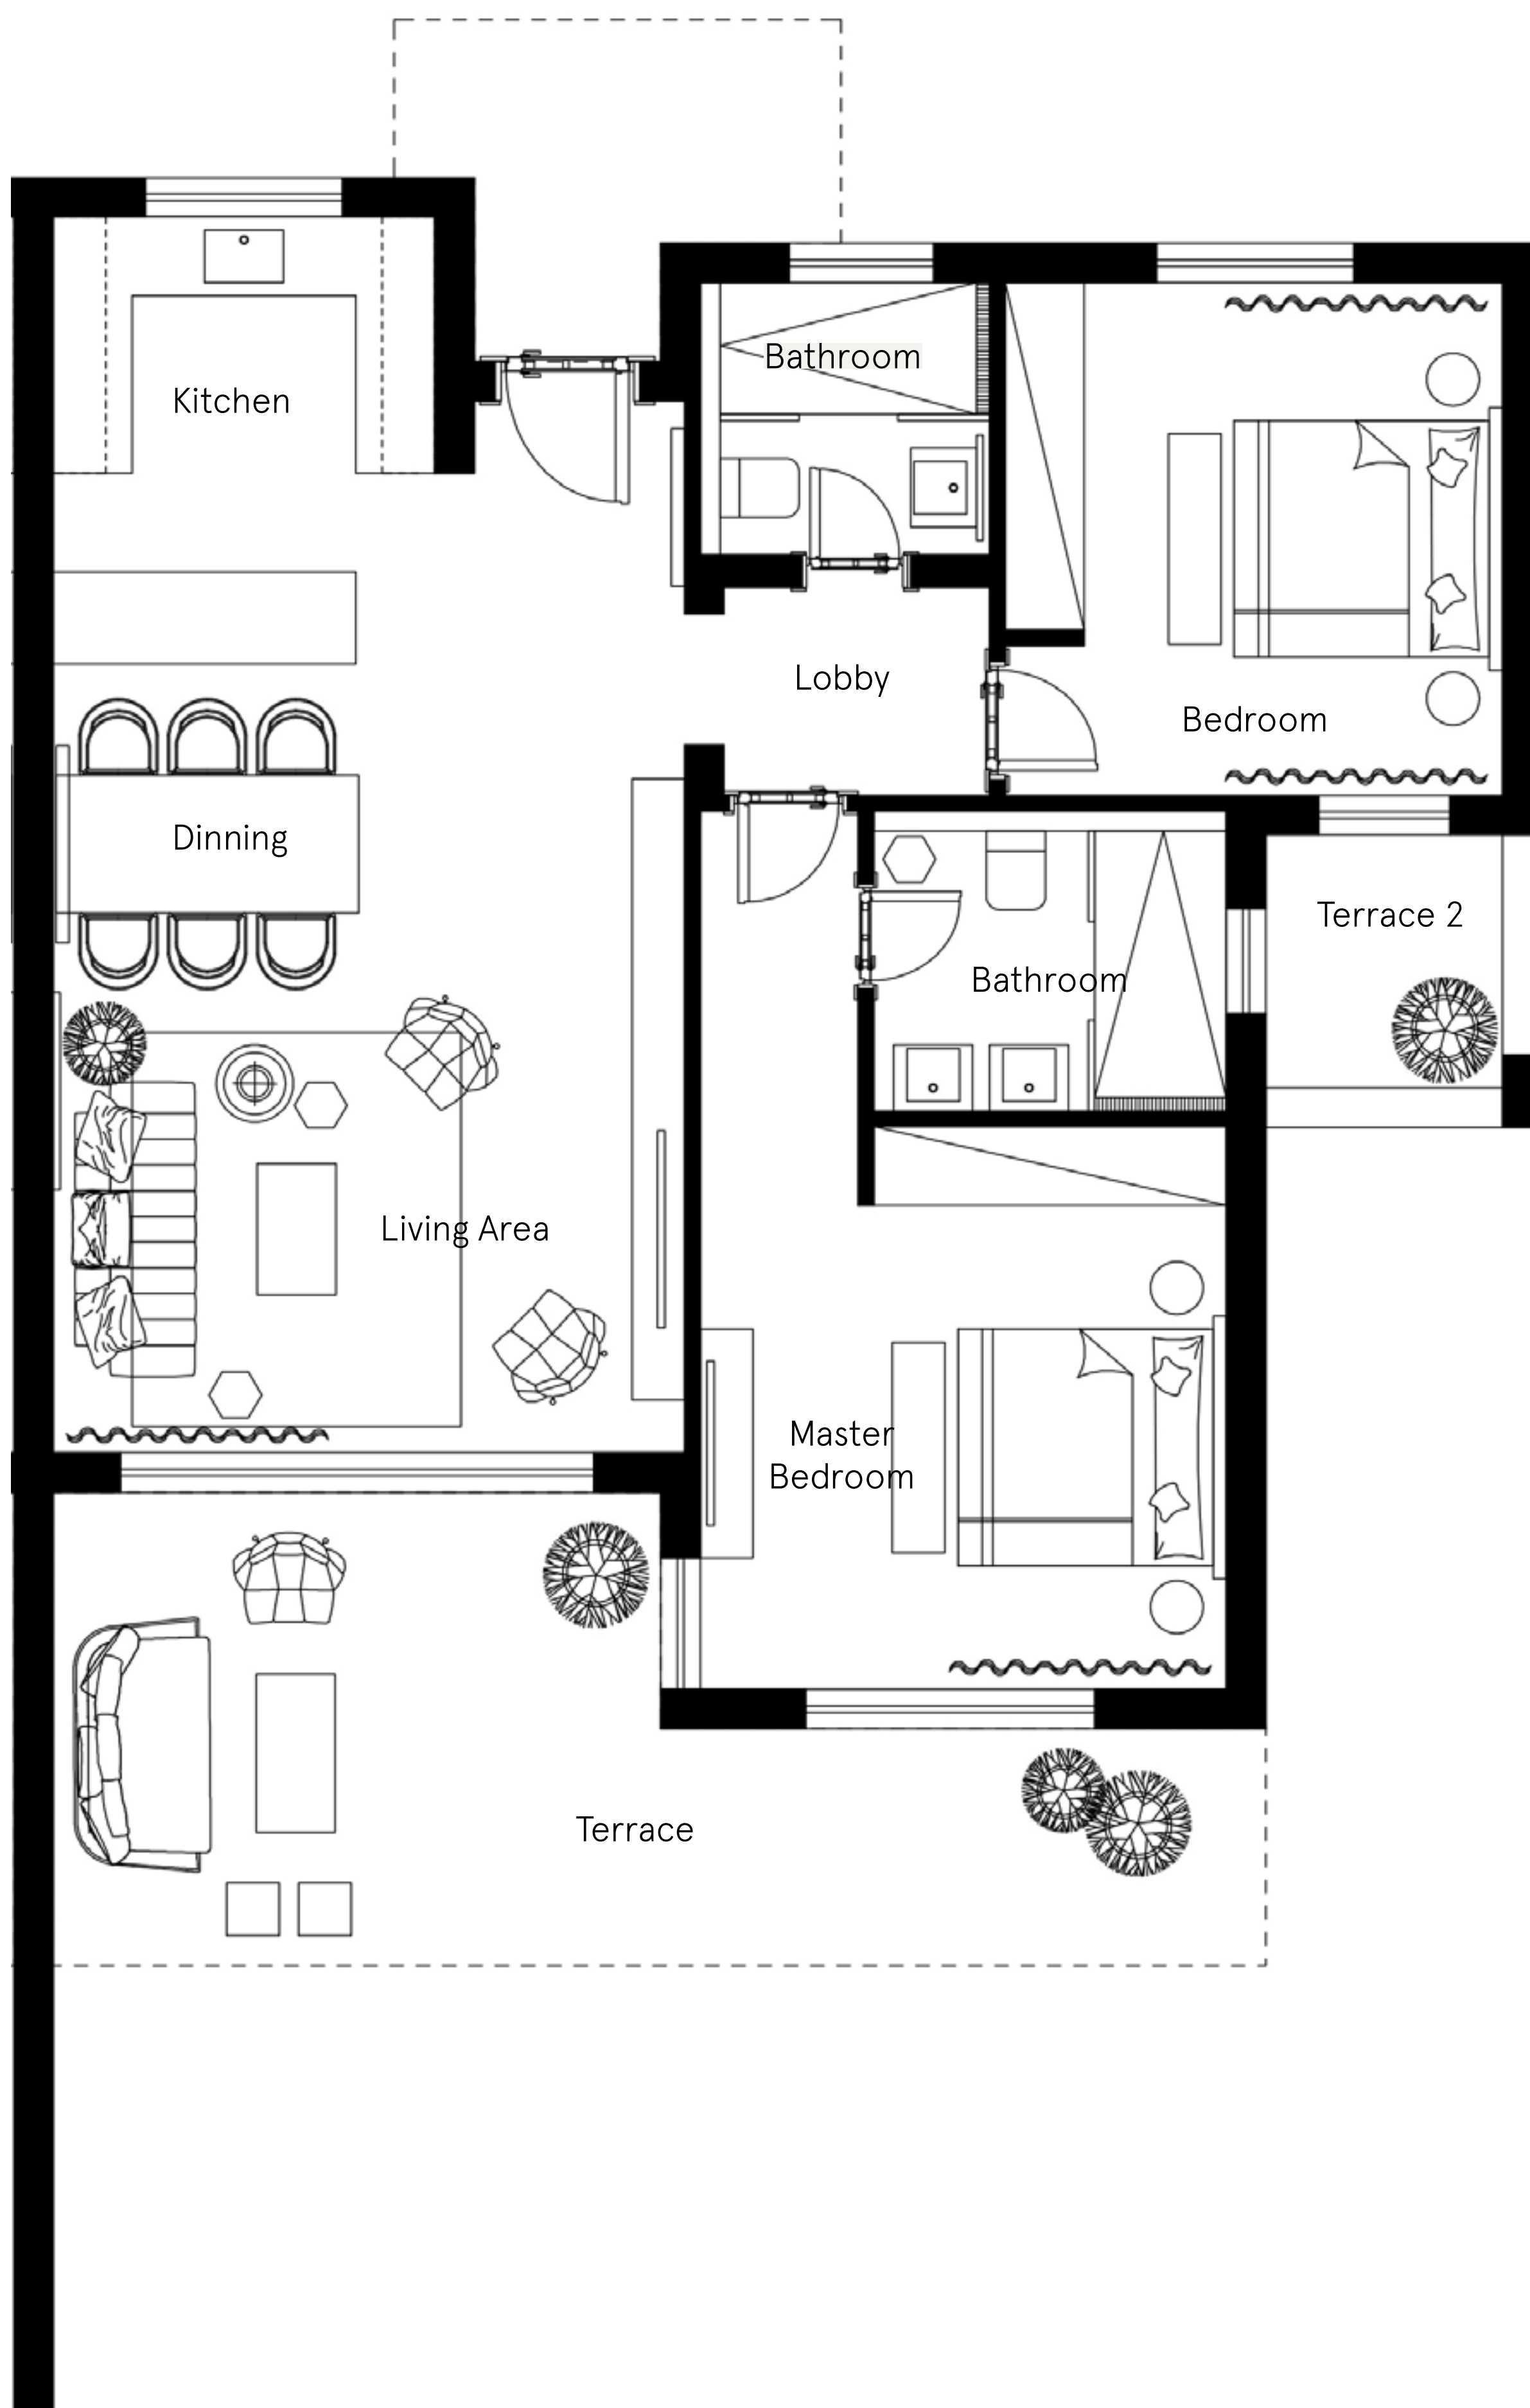 Bathroom
Kitchen
Lobby
Bedroom
Dinning
Terrace 2
Bathroom
Living Area
Master
Bedroom
Terrace